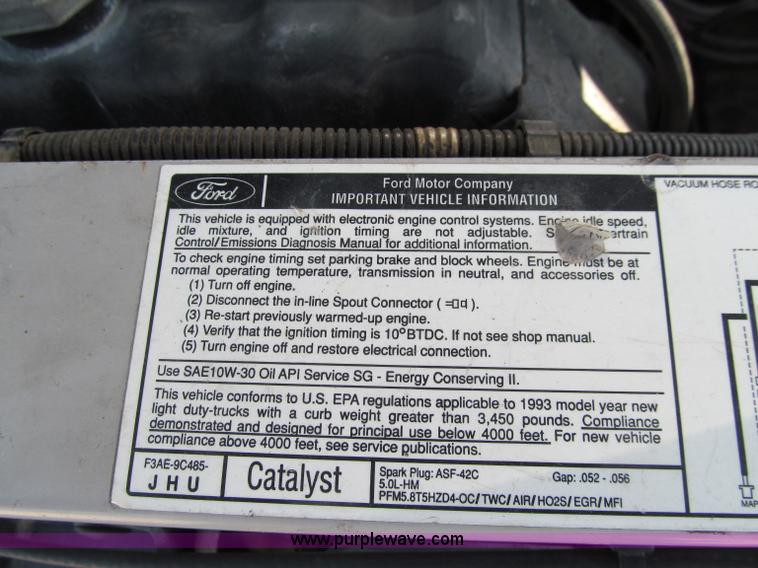 Ford
Ford Motor Company
IMPORTANT VEHICLE INFORMATION
VACUUM HOSE RO
This vehicle is equipped with electronic engine control systems. Engine idle speed,
idle mixture, and ignition timing are not adjustable. ertrain
Control/Emissions Diagnosis Manual for additional information.
To check engine timing set parking brake and block wheels. Engine must be at
normal operating temperature, transmission in neutral, and accessories off.
(1) Turn off engine.
(2) Disconnect the in-line Spout Connector ( ).
(3) Re-start previously warmed-up engine.
(4) Verify that the ignition timing is 10°BTDC. If not see shop manual.
(5) Turn engine off and restore electrical connection.
Use SAE10W-30 Oil API Service SG - Energy Conserving II.
This vehicle conforms to U.S. EPA regulations applicable to 1993 model year new
light duty-trucks with a curb weight greater than 3,450 pounds. Compliance
demonstrated and designed for principal use below 4000 feet. For new vehicle
compliance above 4000 feet, see service publications.
F3AE-9C485-
JHU
Catalyst
Spark Plug: ASF-42C Gap: .052 - .056
5.0L-HM
PFM5.8T5HZD4-OC/TWC/AIR/HO2S/EGR/MFI
MAP
www.purplewave.com